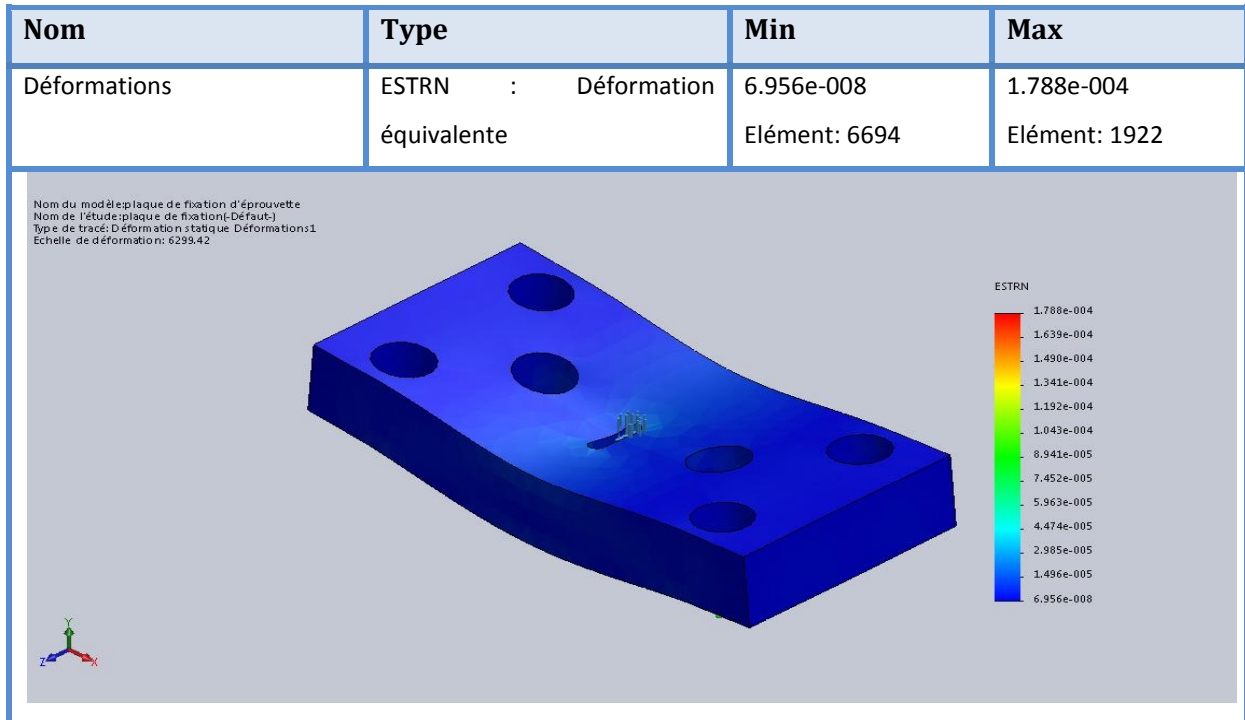 Nom Type Min Max
Déformations ESTRN : Déformation 6.956e-008 1.788e-004
équivalente Elément: 6694 Elément: 1922
Nom du modèle:plaque de fixation d'éprouvette
Nom de l'étude:plaque de fixation(-Défaut-)
Type de tracé: Déformation statique Déformations1
Echelle de déformation: 6299.42
ESTRN
1.788e-004
1.639e-004
1.490e-004
1.341e-004
1.192e-004
1.043e-004
8.941e-005
7.452e-005
5.963e-005
4.474e-005
2.985e-005
1.496e-005
6.956e-008
Y
Z X